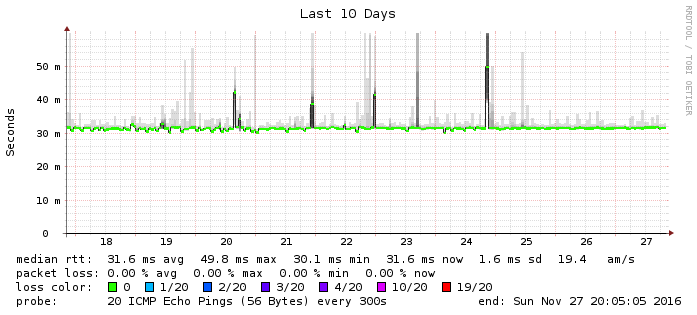 Last 10 Days
RRDTOOL / TOBI OETIKER
Seconds
50 m
40 m
30 m
20 m
10 m
0
18 19 20 21 22 23 24 25 26 27
median rtt: 31.6 ms avg 49.8 ms max 30.1 ms min 31.6 ms now 1.6 ms sd 19.4 am/s
packet loss: 0.00 % avg 0.00 % max 0.00 % min 0.00 % now
loss color: 0 1/20 2/20 3/20 4/20 10/20 19/20
probe: 20 ICMP Echo Pings (56 Bytes) every 300s end: Sun Nov 27 20:05:05 2016